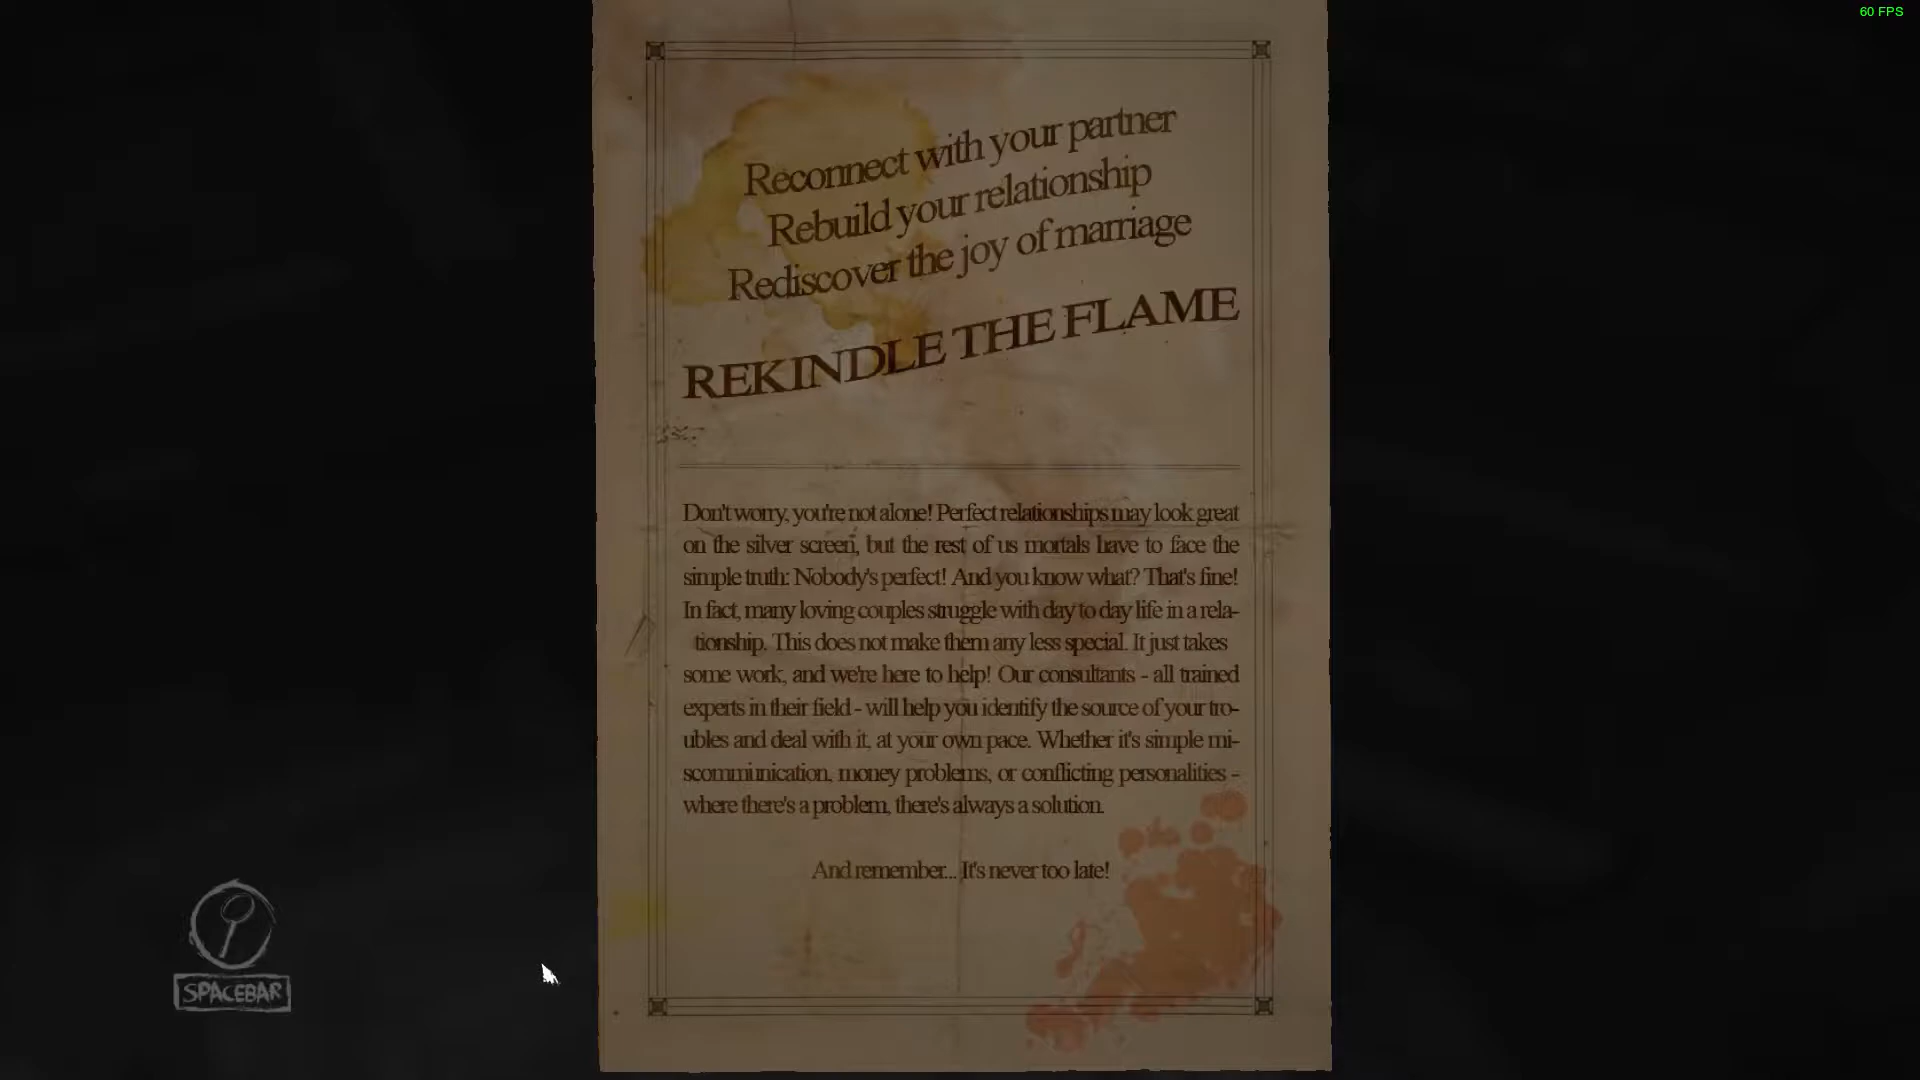 60 FPS
Reconnect with your partner
Rebuild your relationship
Rediscover the joy of marriage
REKINDLE THE FLAME
Don't worry, you're not alone! Perfect relationships may look great
on the silver screen, but the rest of us mortals have to face the
simple truth: Nobody's perfect! And you know what? That's fine!
In fact, many loving couples struggle with day to day life in a rela-
tionship. This does not make them any less special. It just takes
some work, and we're here to help! Our consultants - all trained
experts in their field - will help you identify the source of your tro-
ubles and deal with it, at your own pace. Whether it's simple mi-
scommunication, money problems, or conflicting personalities -
where there's a problem, there's always a solution.
And remember... It's never too late!
SPACEBAR